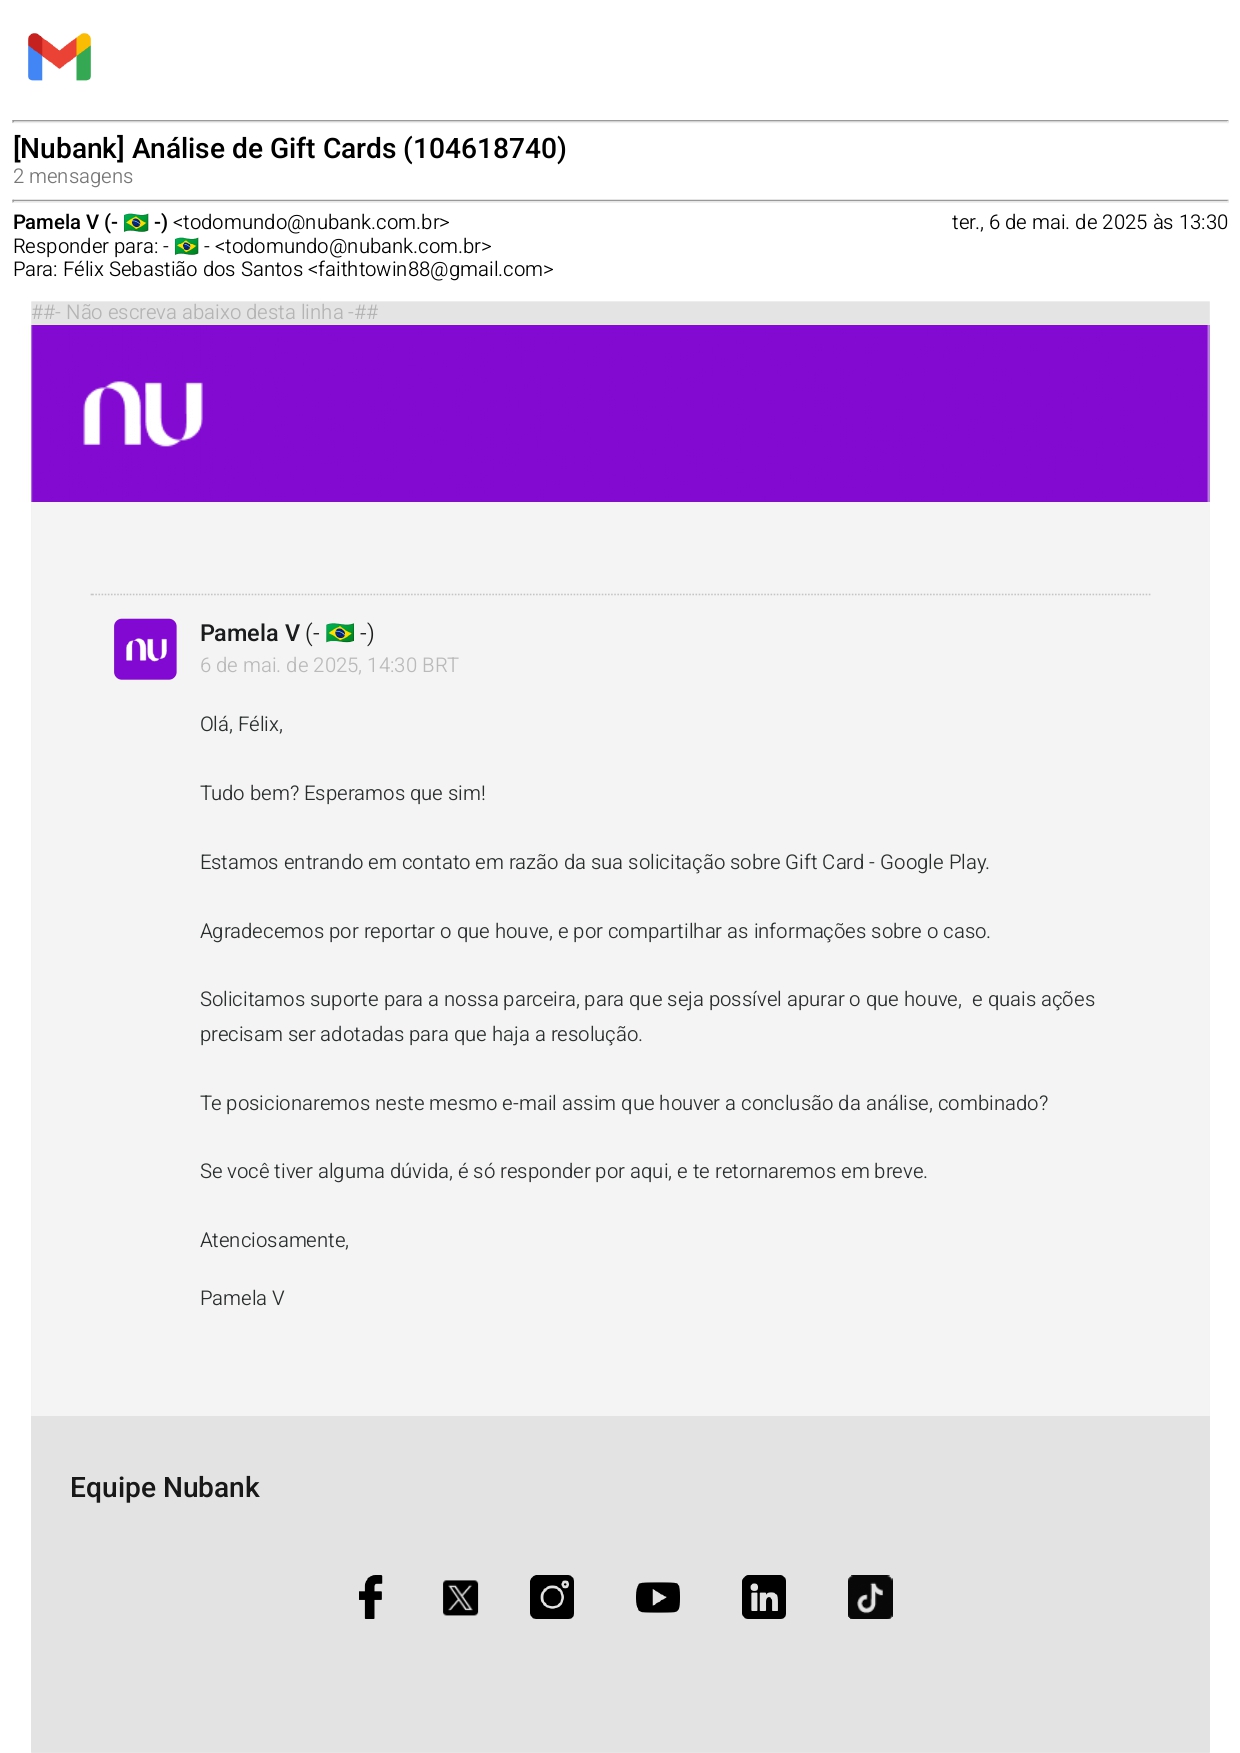 [Nubank] Análise de Gift Cards (104618740)
2 mensagens
Pamela V (- 🇧🇷 -) <todomundo@nubank.com.br> ter., 6 de mai. de 2025 às 13:30
Responder para: - 🇧🇷 - <todomundo@nubank.com.br>
Para: Félix Sebastião dos Santos <faithtowin88@gmail.com>
##- Não escreva abaixo desta linha -##
nu
nu
Pamela V (- 🇧🇷 -)
6 de mai. de 2025, 14:30 BRT
Olá, Félix,
Tudo bem? Esperamos que sim!
Estamos entrando em contato em razão da sua solicitação sobre Gift Card - Google Play.
Agradecemos por reportar o que houve, e por compartilhar as informações sobre o caso.
Solicitamos suporte para a nossa parceira, para que seja possível apurar o que houve,  e quais ações
precisam ser adotadas para que haja a resolução.
Te posicionaremos neste mesmo e-mail assim que houver a conclusão da análise, combinado?
Se você tiver alguma dúvida, é só responder por aqui, e te retornaremos em breve.
Atenciosamente,
Pamela V
Equipe Nubank